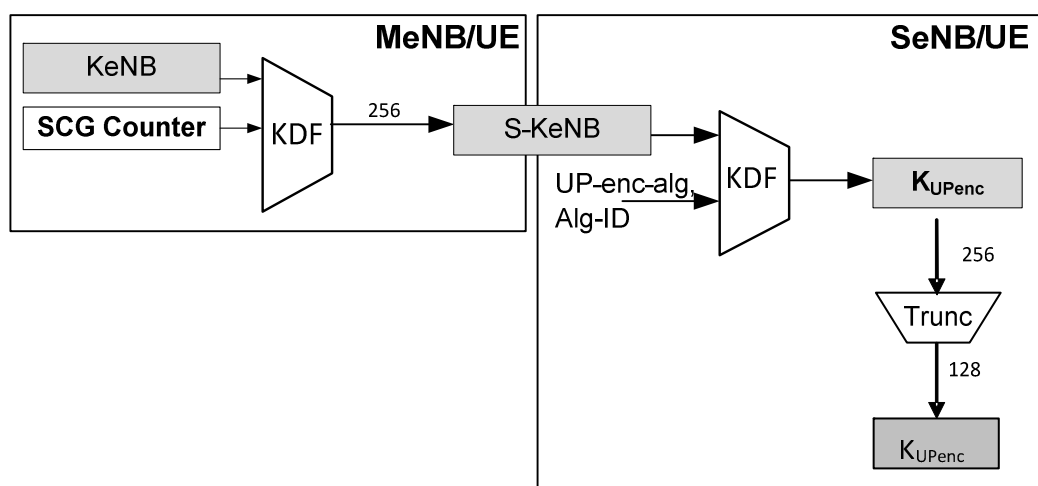 MeNB/UE
KeNB
SCG Counter
KDF
256
S-KeNB
SeNB/UE
UP-enc-alg,
Alg-ID
KDF
KUPenc
256
Trunc
128
KUPenc